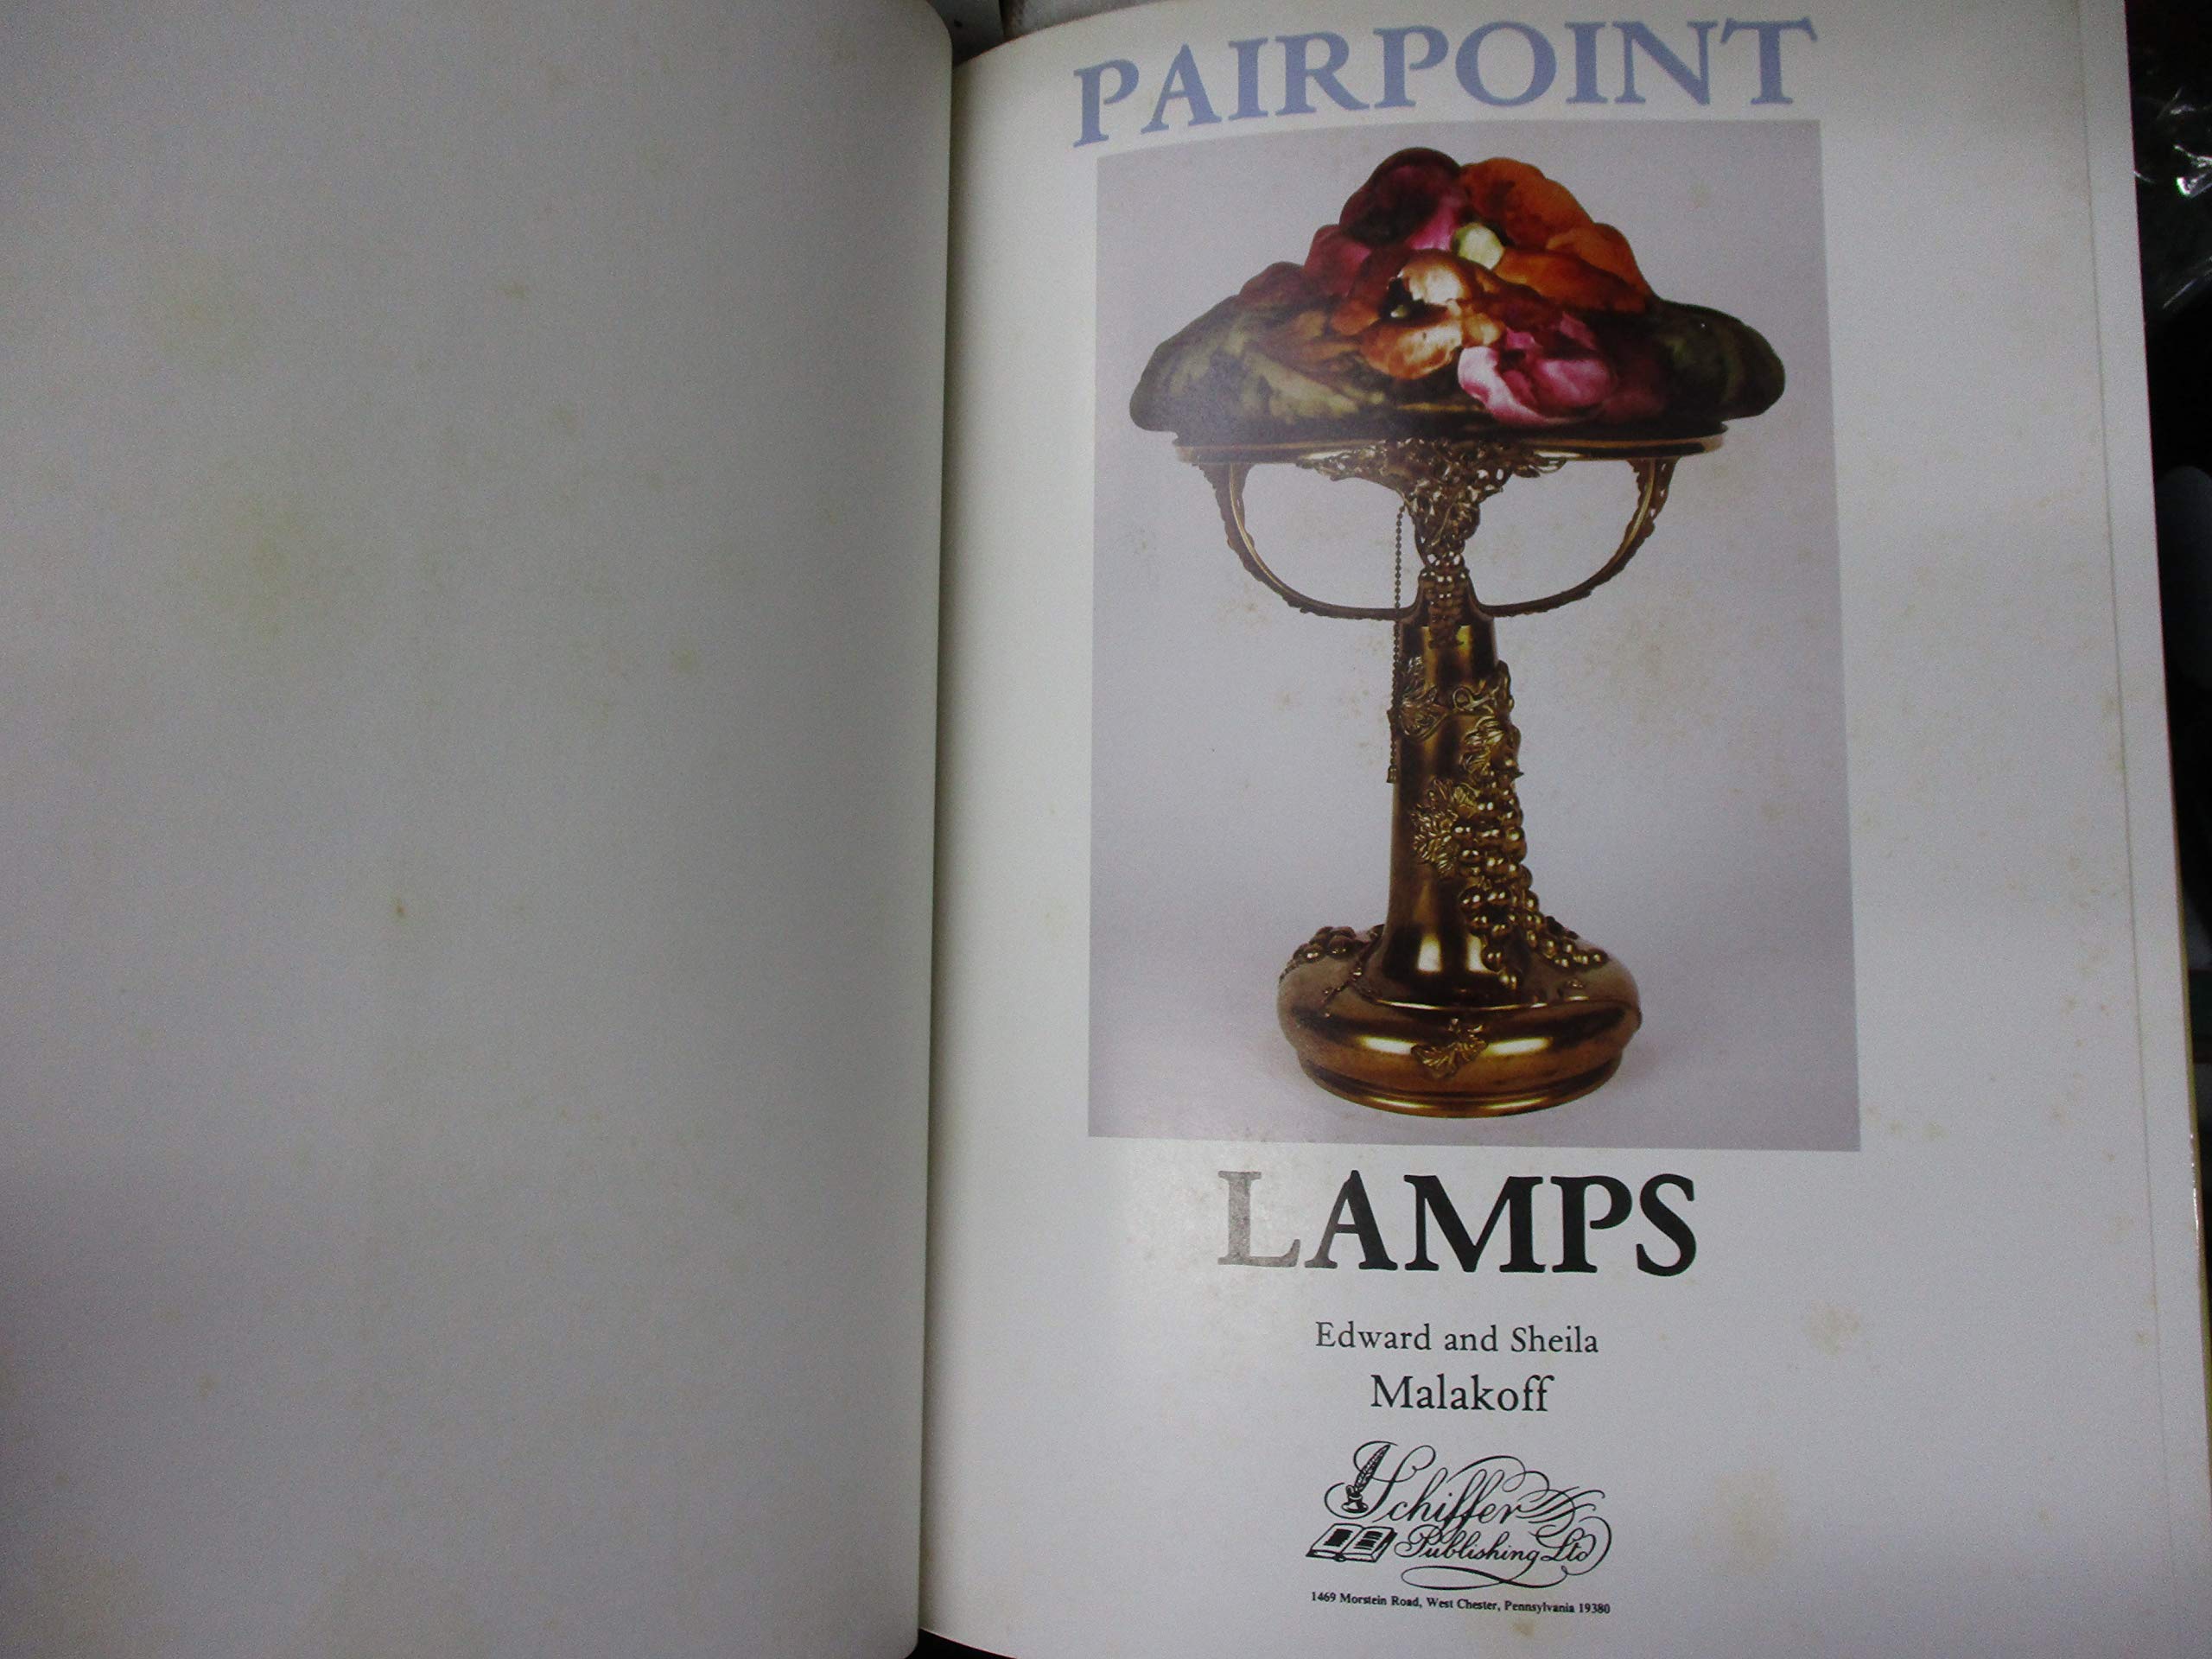 PAIRPOINT
LAMPS
Edward and Sheila
Malakoff
Schiffer
Publishing Ltd
1469 Morstein Road, West Chester, Pennsylvania 19380